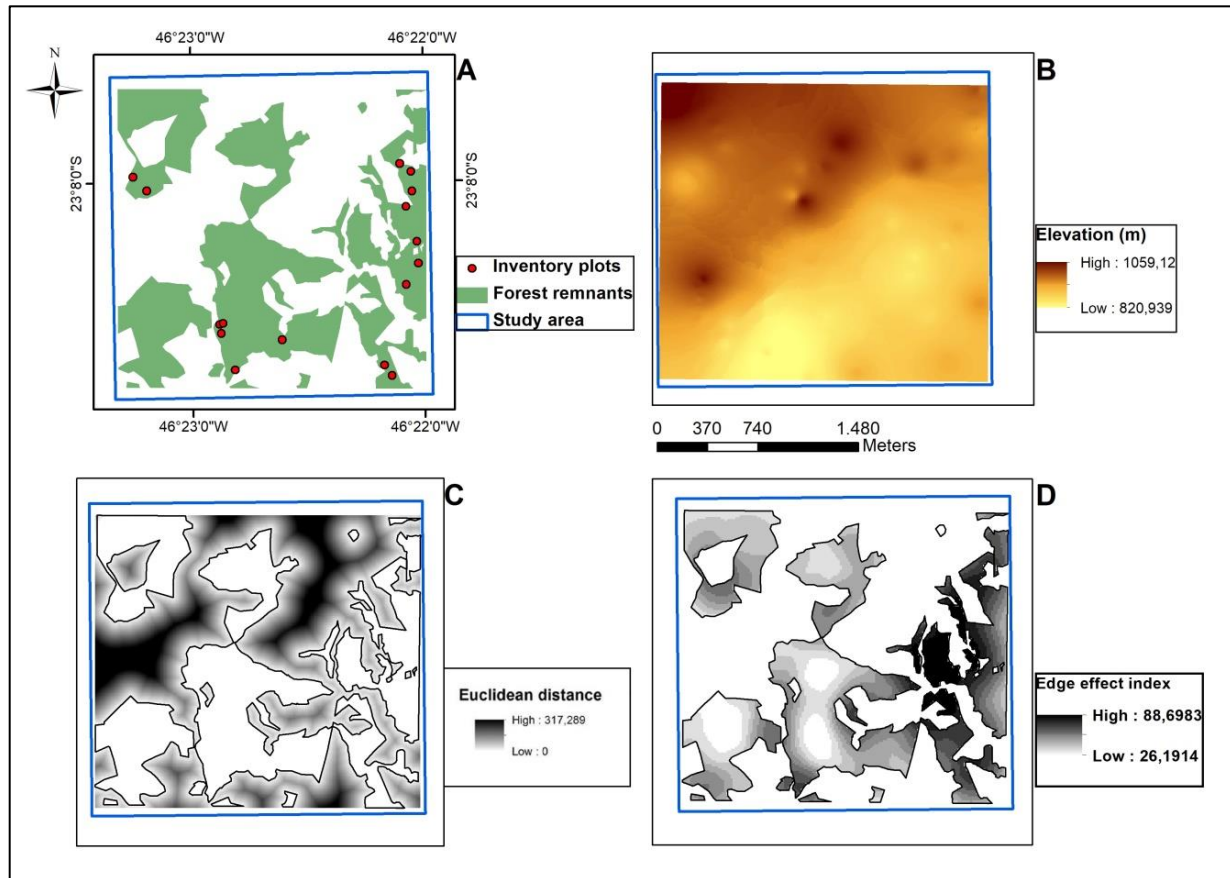 46°23'0"W
46°22'0"W
N
A
23°8'0"S
23°8'0"S
Inventory plots
Forest remnants
Study area
46°23'0"W
46°22'0"W
B
Elevation (m)
High : 1059,12
Low : 820,939
0 370 740 1.480
Meters
C
Euclidean distance
High : 317,289
Low : 0
D
Edge effect index
High : 88,6983
Low : 26,1914